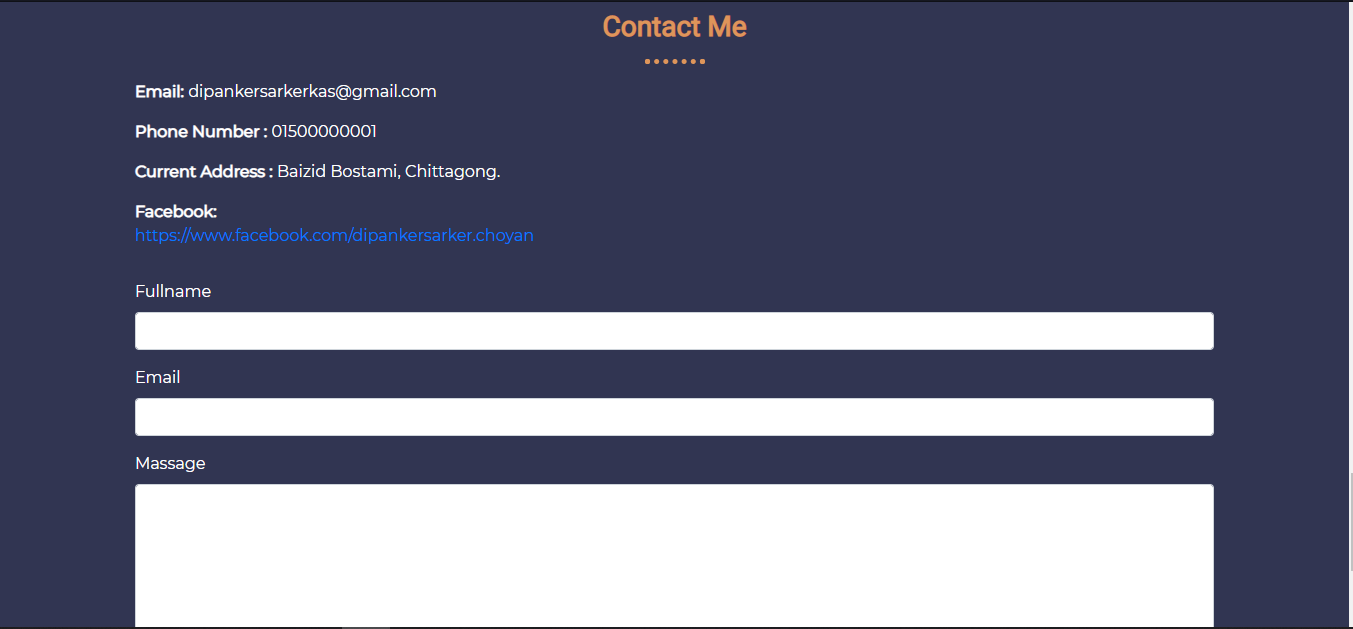 Contact Me
Email: dipankersarkerkas@gmail.com
Phone Number : 01500000001
Current Address : Baizid Bostami, Chittagong.
Facebook:
https://www.facebook.com/dipankersarker.choyan
Fullname
Email
Massage